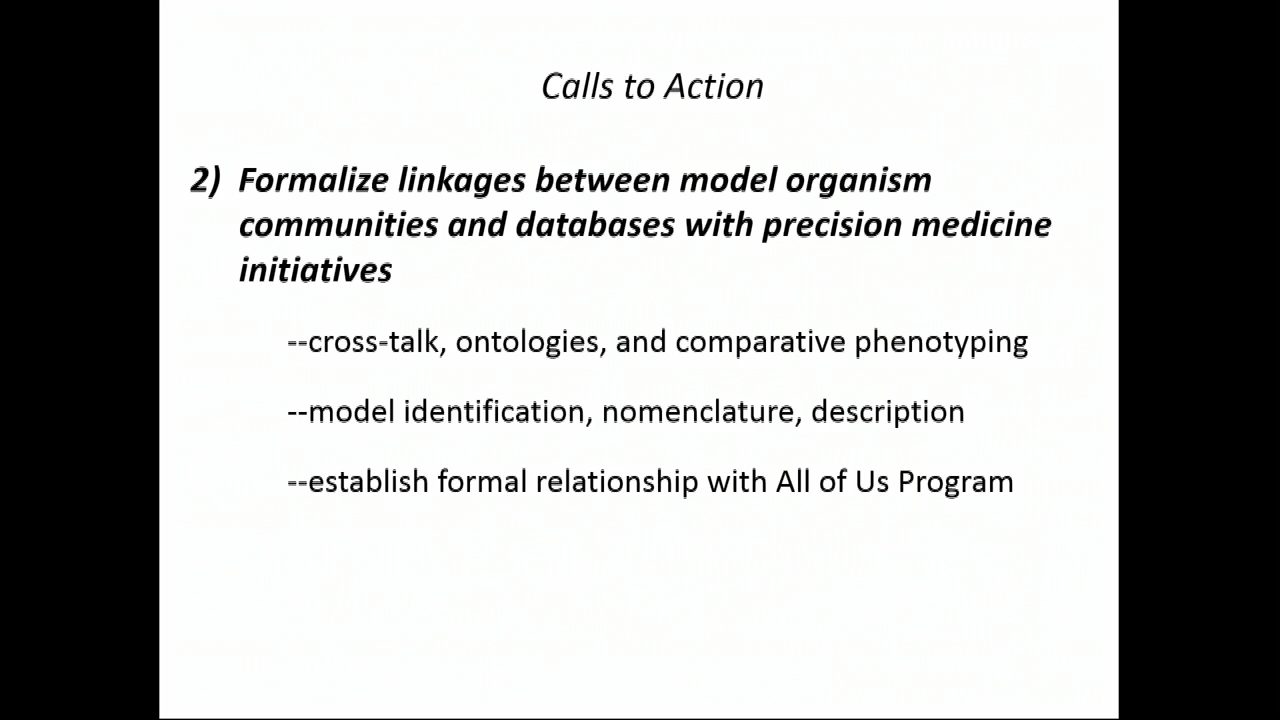 Calls to Action
2) Formalize linkages between model organism
communities and databases with precision medicine
initiatives
--cross-talk, ontologies, and comparative phenotyping
--model identification, nomenclature, description
--establish formal relationship with All of Us Program